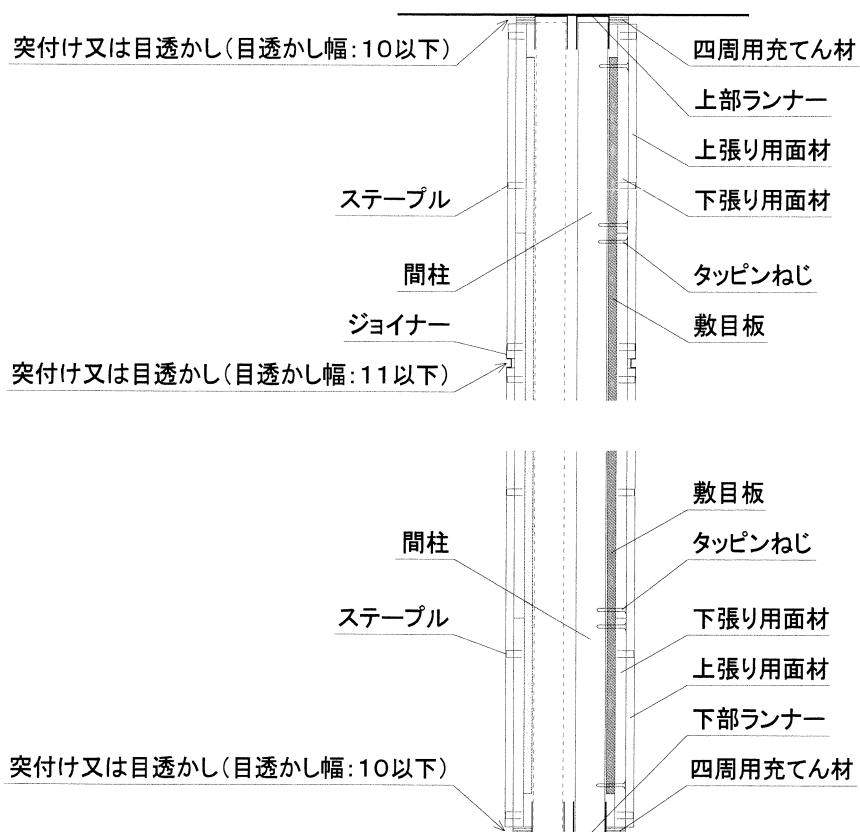 突付け又は目透かし(目透かし幅:10以下)
四周用充てん材
上部ランナー
上張り用面材
ステープル
下張り用面材
間柱
タッピンねじ
ジョイナー
敷目板
突付け又は目透かし(目透かし幅:11以下)
敷目板
間柱
タッピンねじ
ステープル
下張り用面材
上張り用面材
下部ランナー
突付け又は目透かし(目透かし幅:10以下)
四周用充てん材